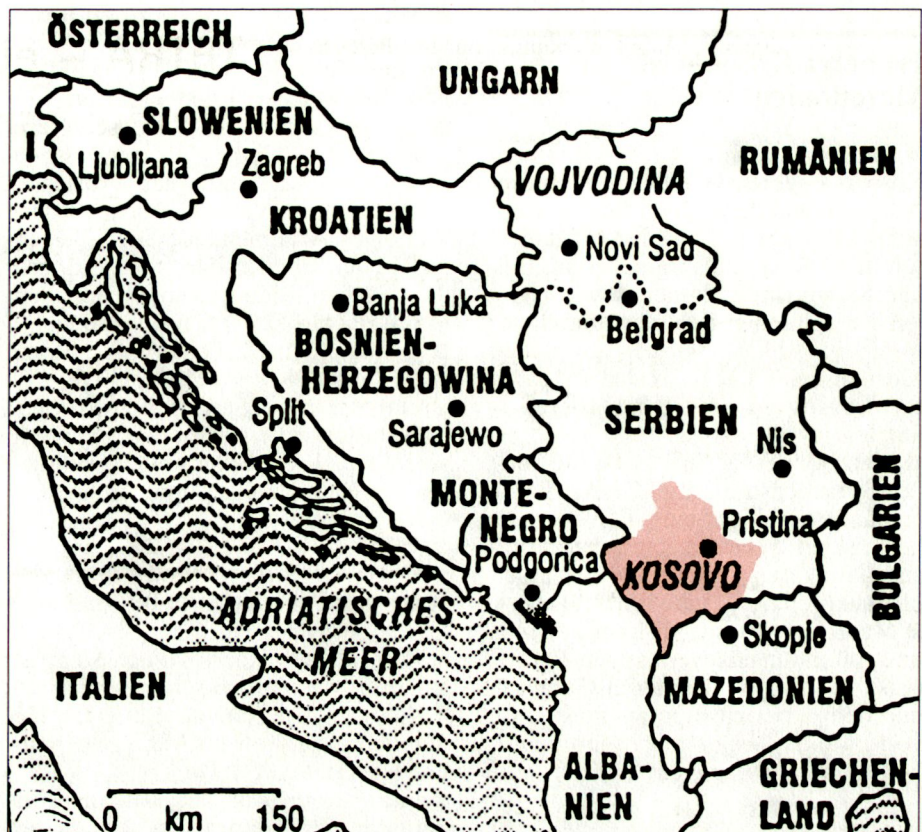 ÖSTERREICH
UNGARN
SLOWENIEN
I
Ljubljana
Zagreb
RUMÄNIEN
VOJVODINA
KROATIEN
Novi Sad
Banja Luka
Belgrad
BOSNIEN-
HERZEGOWINA
Split
Sarajewo
SERBIEN
Nis
MONTE-
NEGRO
Podgorica
Pristina
KOSOVO
BULGARIEN
ADRIATISCHES
MEER
Skopje
ITALIEN
MAZEDONIEN
ALBA-
NIEN
GRIECHEN-
LAND
0 km 150